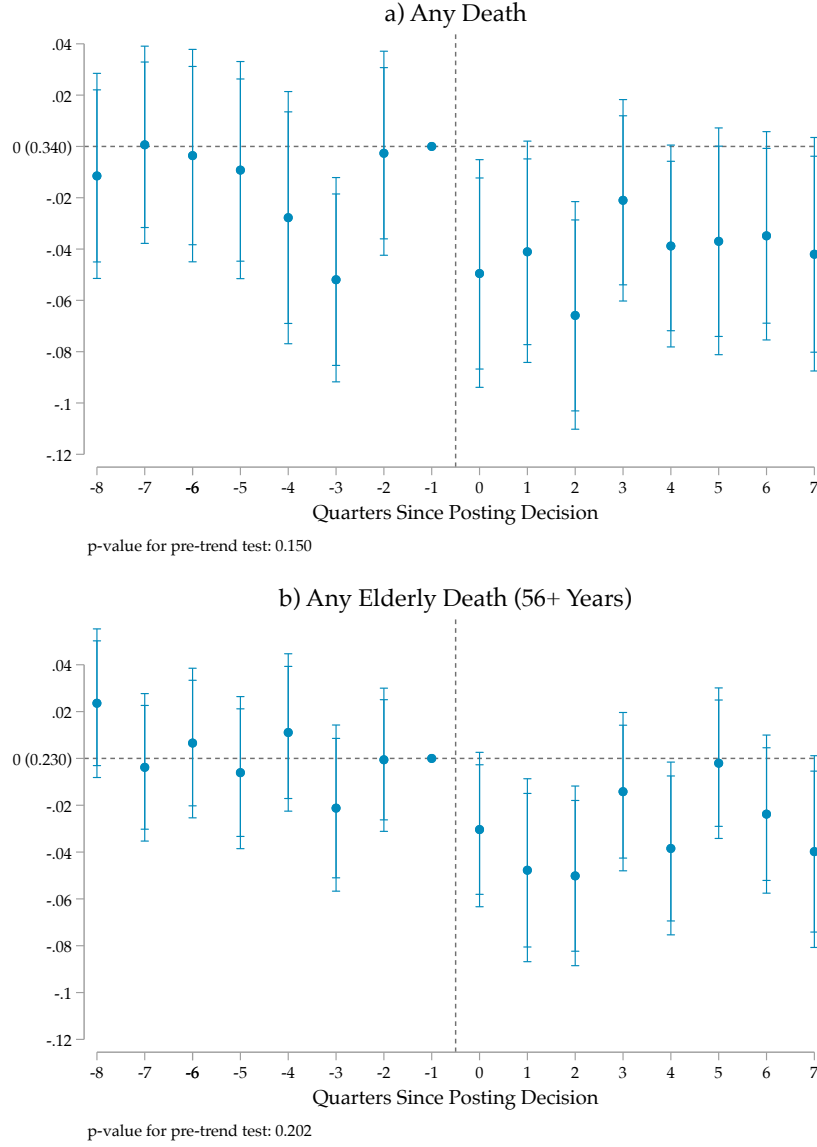 a) Any Death
.04
.02
0 (0.340)
-.02
-.04
-.06
-.08
-.1
-.12
-8 -7 -6 -5 -4 -3 -2 -1 0 1 2 3 4 5 6 7
Quarters Since Posting Decision
p-value for pre-trend test: 0.150
b) Any Elderly Death (56+ Years)
.04
.02
0 (0.230)
-.02
-.04
-.06
-.08
-.1
-.12
-8 -7 -6 -5 -4 -3 -2 -1 0 1 2 3 4 5 6 7
Quarters Since Posting Decision
p-value for pre-trend test: 0.202